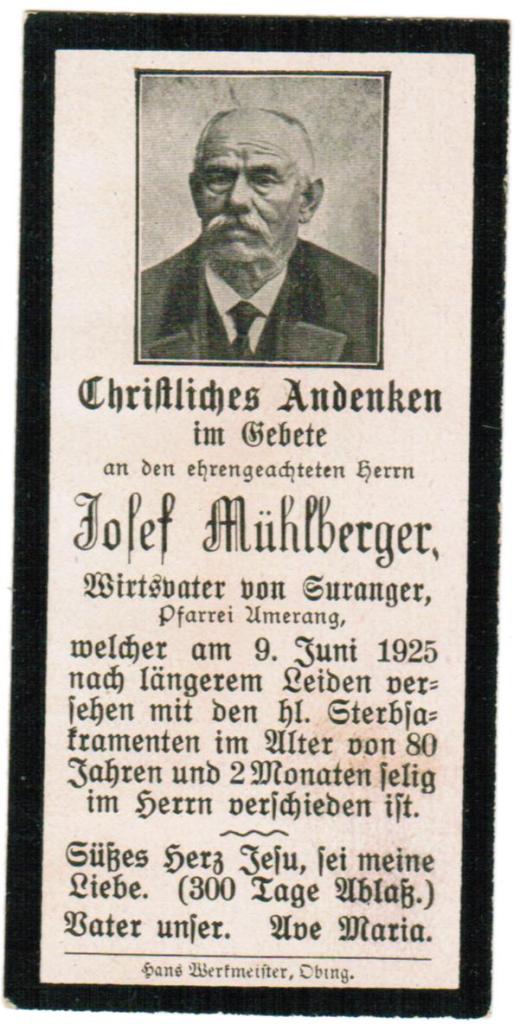 Christliches Andenken
im Gebete
an den ehrengeachteten Herrn
Josef Mühlberger,
Wirtsvater von Suranger,
Pfarrei Amerang,
welcher am 9. Juni 1925
nach längerem Leiden ver-
sehen mit den hl. Sterbsa-
kramenten im Alter von 80
Jahren und 2 Monaten selig
im Herrn verschieden ist.
Süßes Herz Jesu, sei meine
Liebe. (300 Tage Ablaß.)
Vater unser. Ave Maria.
Hans Werkmeister, Obing.